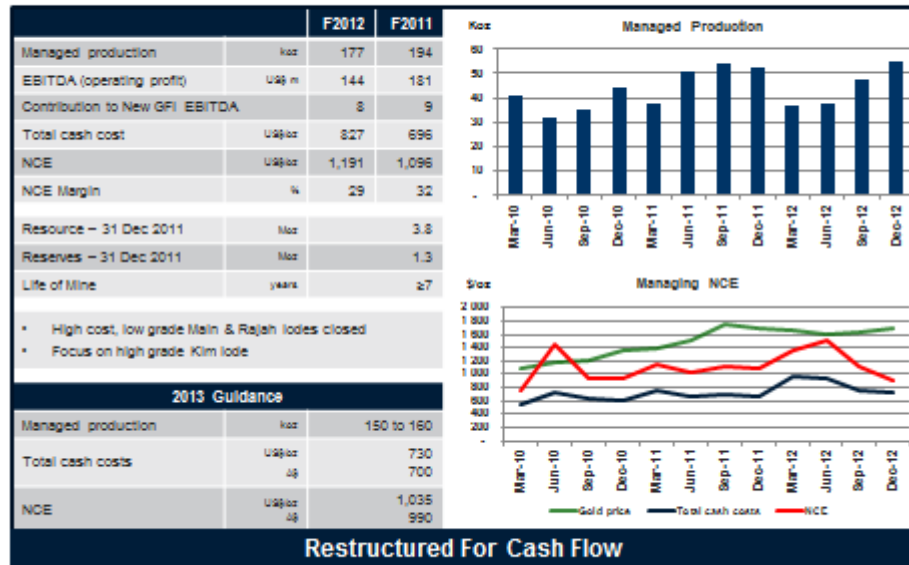 F2012 F2011
Managed production koz 177 194
EBITDA (operating profit) US$ m 144 181
Contribution to New GFI EBITDA 8 9
Total cash cost US$/oz 827 696
NCE US$/oz 1,191 1,096
NCE Margin % 29 32
Resource – 31 Dec 2011 Moz 3.8
Reserves – 31 Dec 2011 Moz 1.3
Life of Mine years ≥7
• High cost, low grade Main & Rajah lodes closed
• Focus on high grade Kim lode
2013 Guidance
Managed production koz 150 to 160
Total cash costs US$/oz 730
A$ 700
NCE US$/oz 1,035
A$ 990
Koz Managed Production
60
50
40
30
20
10
-
Mar-10 Jun-10 Sep-10 Dec-10 Mar-11 Jun-11 Sep-11 Dec-11 Mar-12 Jun-12 Sep-12 Dec-12
$/oz Managing NCE
2 000
1 800
1 600
1 400
1 200
1 000
800
600
400
200
-
Mar-10 Jun-10 Sep-10 Dec-10 Mar-11 Jun-11 Sep-11 Dec-11 Mar-12 Jun-12 Sep-12 Dec-12
Gold price Total cash costs NCE
Restructured For Cash Flow